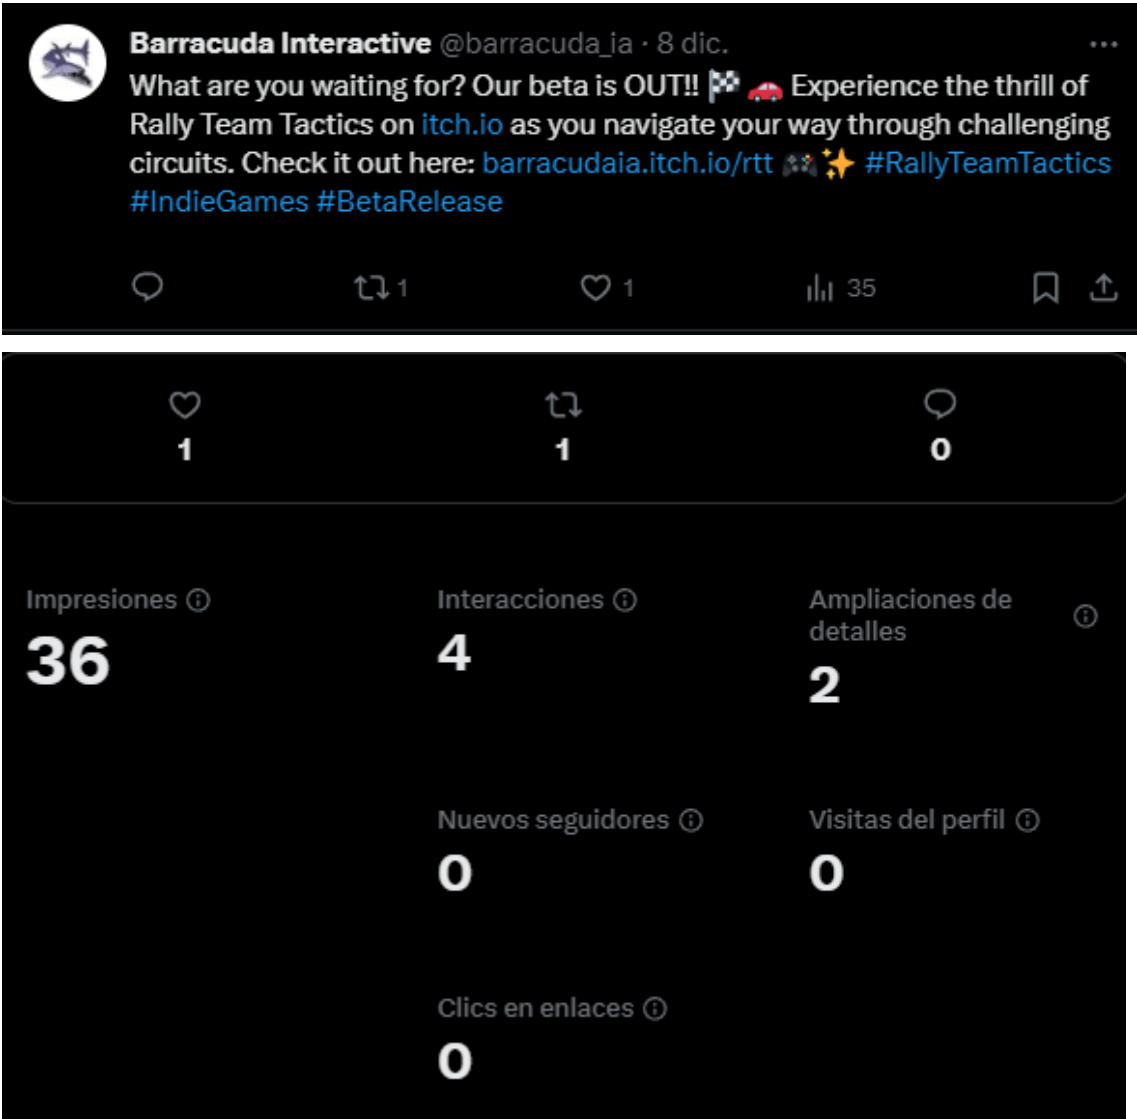 Barracuda Interactive @barracuda_ia · 8 dic.
What are you waiting for? Our beta is OUT!! 🏁 🚗 Experience the thrill of
Rally Team Tactics on itch.io as you navigate your way through challenging
circuits. Check it out here: barracudaia.itch.io/rtt 🎮✨ #RallyTeamTactics
#IndieGames #BetaRelease
1 1 35
1 1 0
Impresiones
36
Interacciones
4
Ampliaciones de
detalles
2
Nuevos seguidores
0
Visitas del perfil
0
Clics en enlaces
0